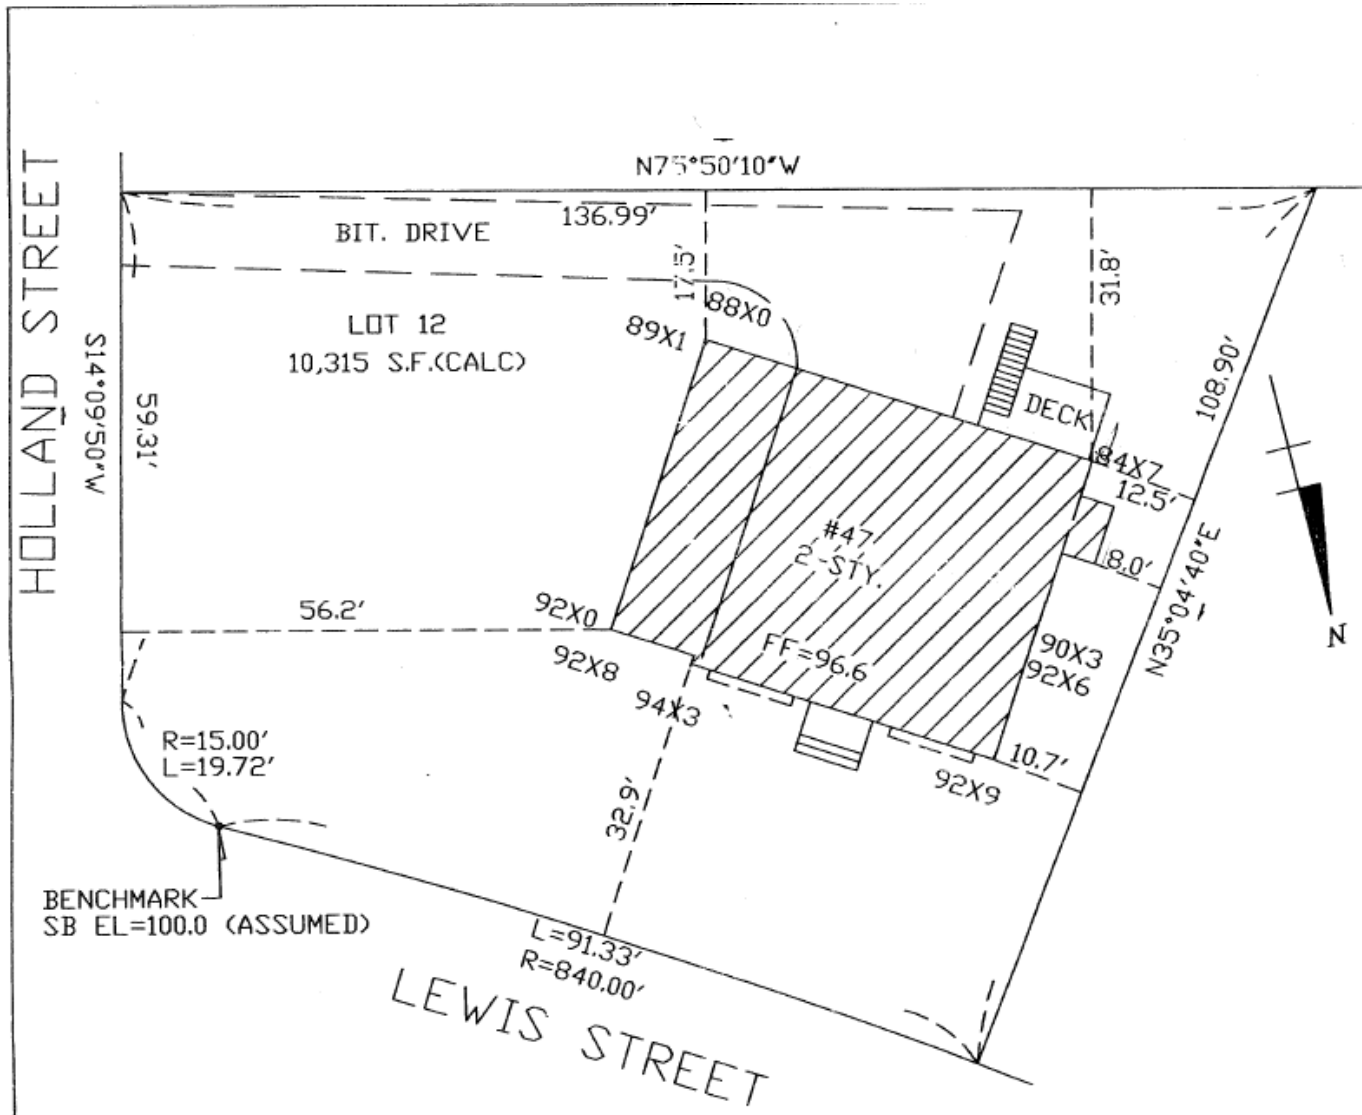 N75°50'10"W
136.99'
BIT. DRIVE
HOLLAND STREET
S14°09'50"W
59.31'
LOT 12
10,315 S.F.(CALC)
17.5'
88X0
89X1
31.8'
108.90'
DECK
84X7
12.5'
#47
2-STY.
8.0'
N35°04'40"E
N
56.2'
92X0
92X8
94X3
FF=96.6
90X3
92X6
10.7'
92X9
32.9'
R=15.00'
L=19.72'
BENCHMARK
SB EL=100.0 (ASSUMED)
L=91.33'
R=840.00'
LEWIS STREET